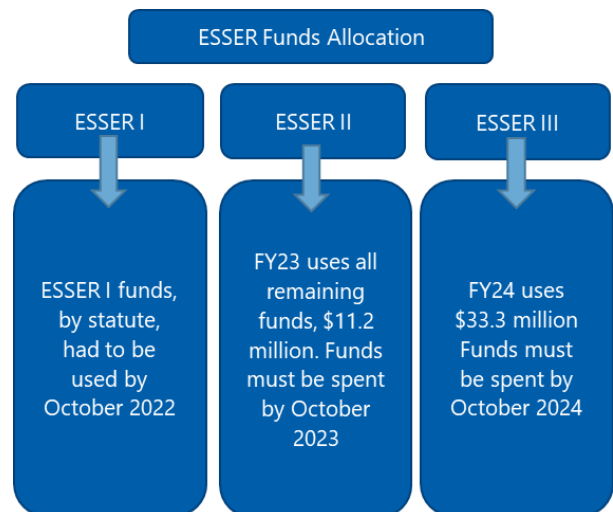 ESSER Funds Allocation
ESSER I
ESSER II
ESSER III
ESSER I funds,
by statute,
had to be
used by
October 2022
FY23 uses all
remaining
funds, $11.2
million. Funds
must be spent
by October
2023
FY24 uses
$33.3 million
Funds must
be spent by
October 2024